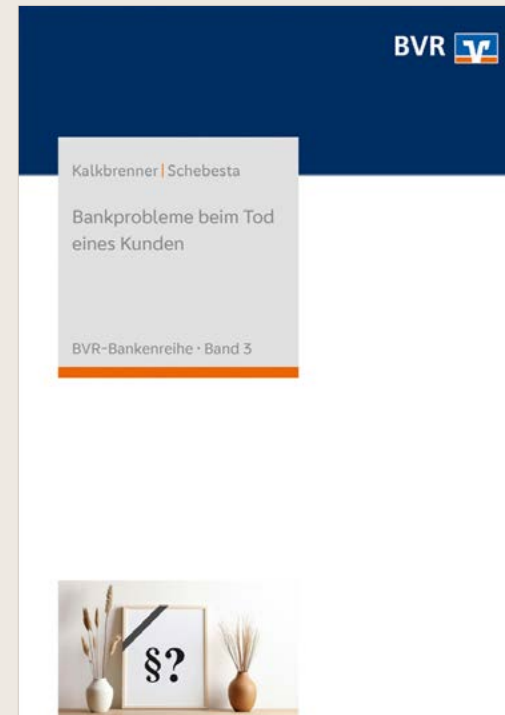 BVR
Kalkbrenner | Schebesta
Bankprobleme beim Tod
eines Kunden
BVR-Bankenreihe · Band 3
§?